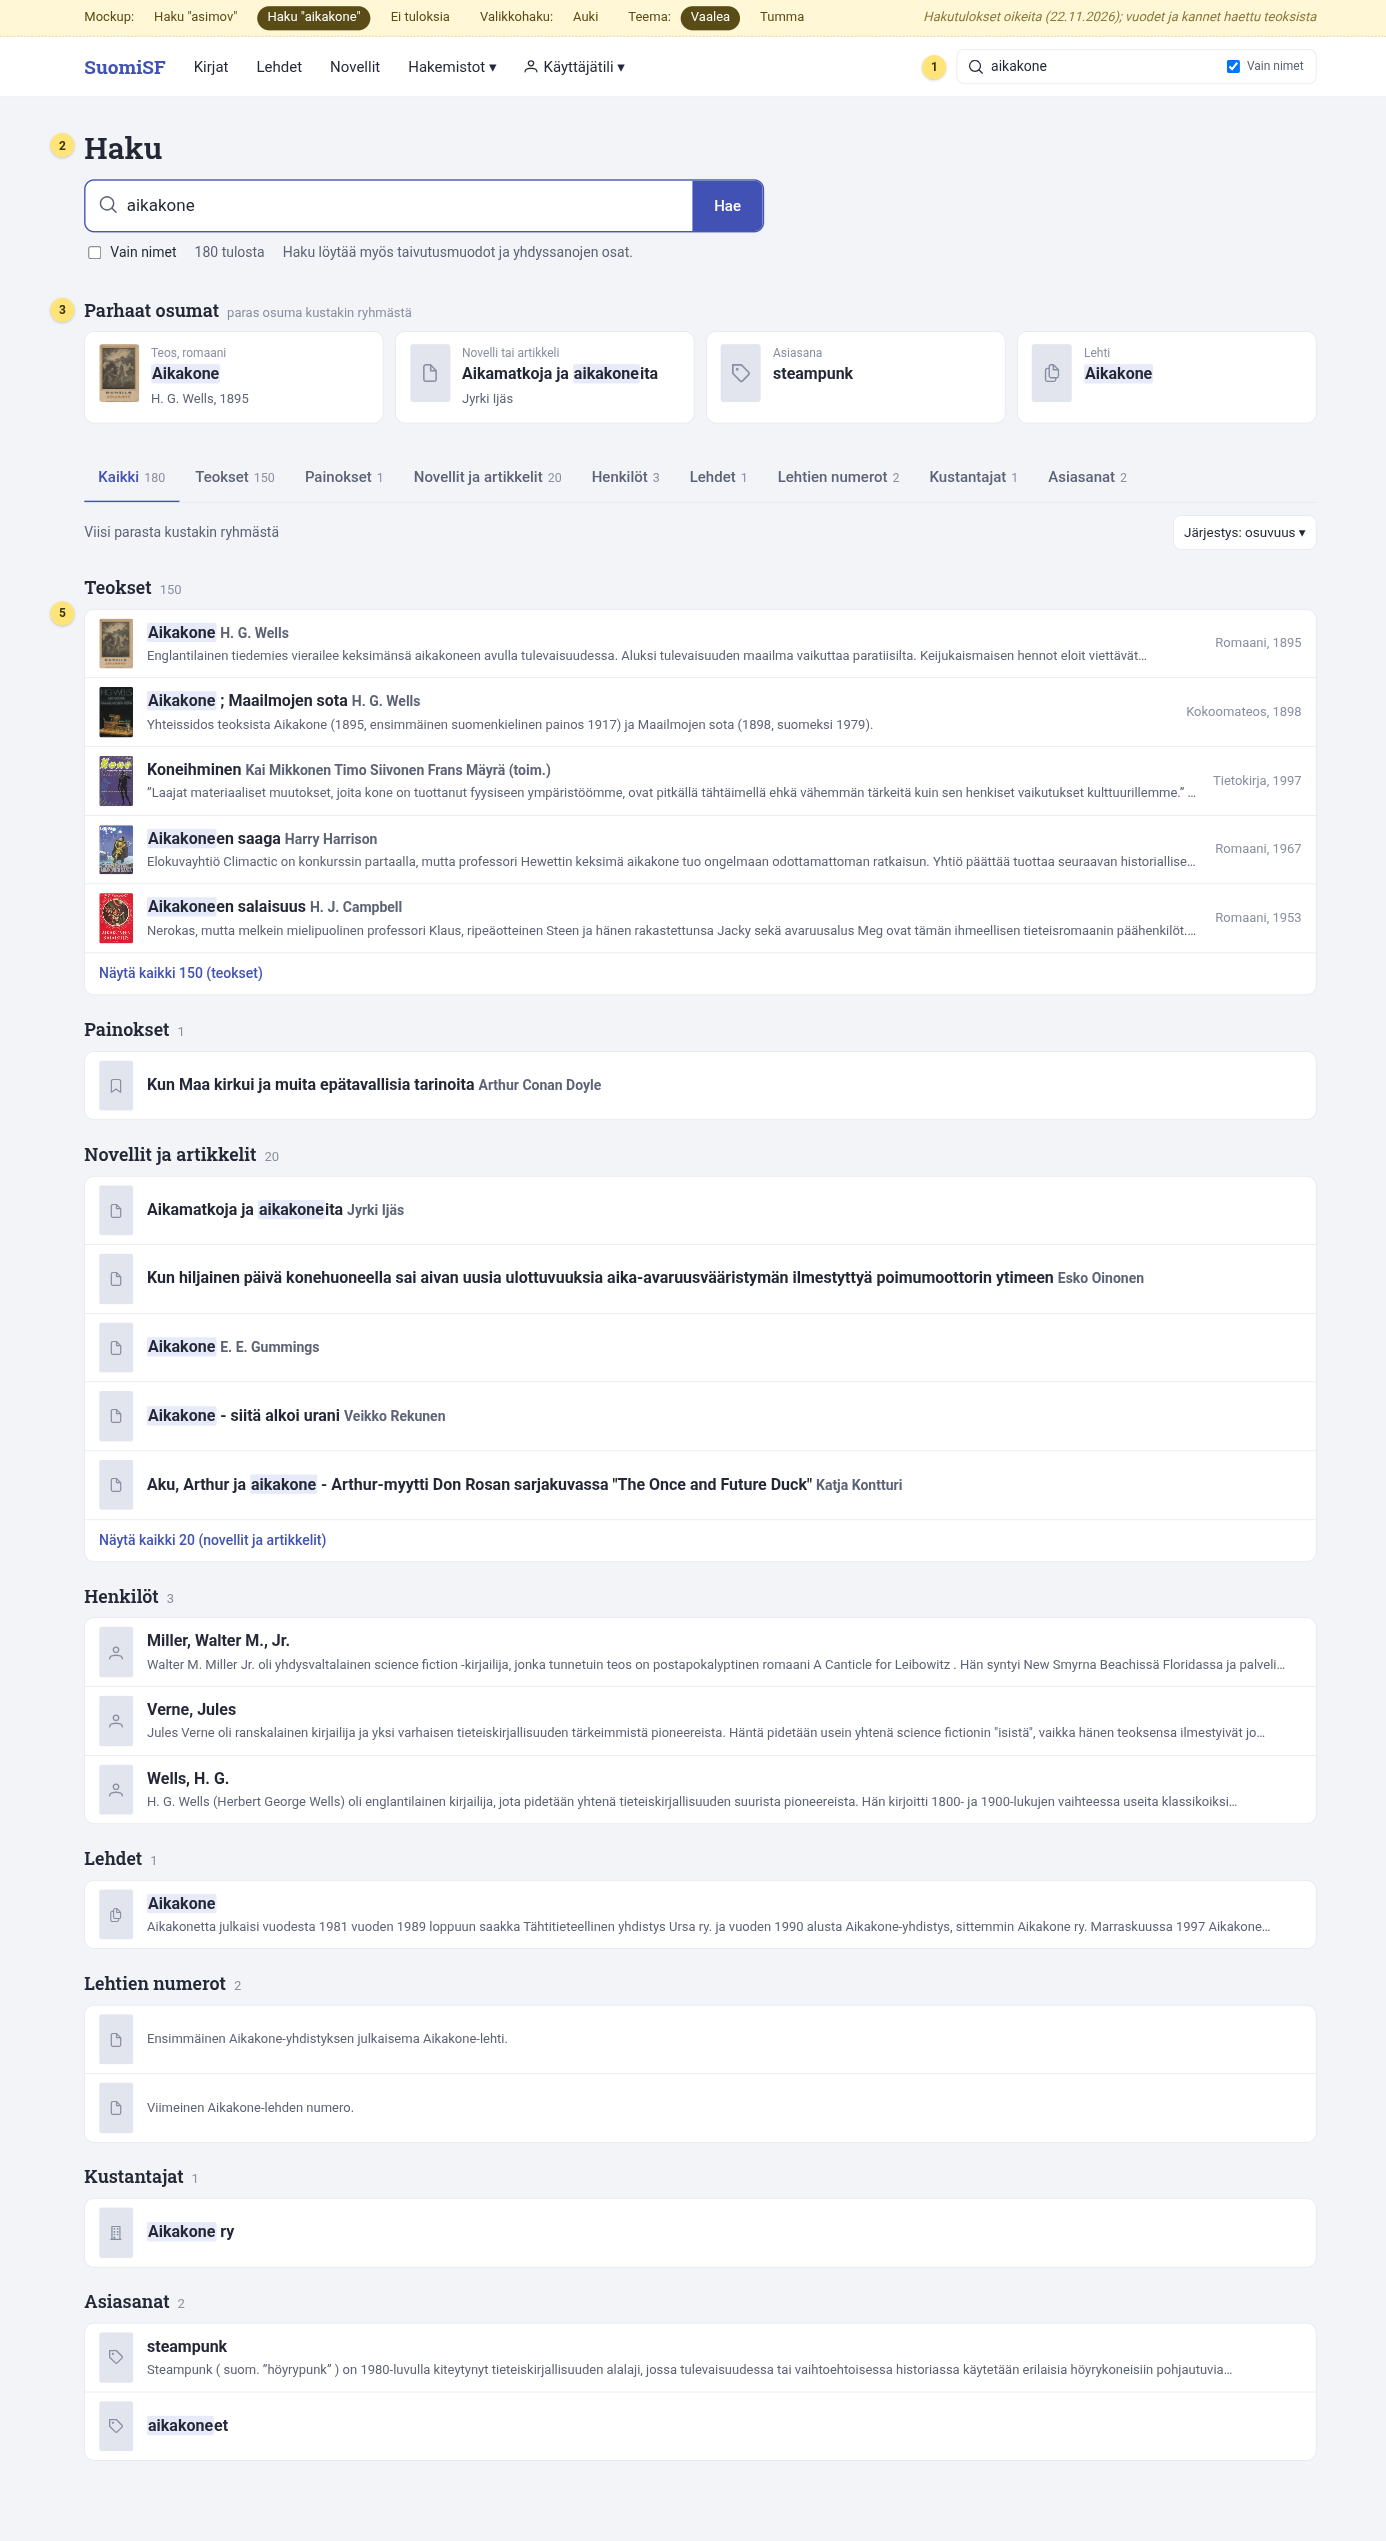 Mockup: Haku "asimov" Haku "aikakone" Ei tuloksia Valikkohaku: Auki Teema: Vaalea Tumma Hakutulokset oikeita (22.11.2026); vuodet ja kannet haettu teoksista
SuomiSF Kirjat Lehdet Novellit Hakemistot ▾ Käyttäjätili ▾ 1 aikakone Vain nimet
2 Haku
aikakone Hae
Vain nimet 180 tulosta Haku löytää myös taivutusmuodot ja yhdyssanojen osat.
3 Parhaat osumat paras osuma kustakin ryhmästä
Teos, romaani
Aikakone
H. G. Wells, 1895
Novelli tai artikkeli
Aikamatkoja ja aikakoneita
Jyrki Ijäs
Asiasana
steampunk
Lehti
Aikakone
Kaikki 180 Teokset 150 Painokset 1 Novellit ja artikkelit 20 Henkilöt 3 Lehdet 1 Lehtien numerot 2 Kustantajat 1 Asiasanat 2
Viisi parasta kustakin ryhmästä Järjestys: osuvuus ▾
Teokset 150
5
Aikakone H. G. Wells
Englantilainen tiedemies vierailee keksimänsä aikakoneen avulla tulevaisuudessa. Aluksi tulevaisuuden maailma vaikuttaa paratiisilta. Keijukaismaisen hennot eloit viettävät…
Romaani, 1895
Aikakone ; Maailmojen sota H. G. Wells
Yhteissidos teoksista Aikakone (1895, ensimmäinen suomenkielinen painos 1917) ja Maailmojen sota (1898, suomeksi 1979).
Kokoomateos, 1898
Koneihminen Kai Mikkonen Timo Siivonen Frans Mäyrä (toim.)
”Laajat materiaaliset muutokset, joita kone on tuottanut fyysiseen ympäristöömme, ovat pitkällä tähtäimellä ehkä vähemmän tärkeitä kuin sen henkiset vaikutukset kulttuurillemme.” …
Tietokirja, 1997
Aikakoneen saaga Harry Harrison
Elokuvayhtiö Climactic on konkurssin partaalla, mutta professori Hewettin keksimä aikakone tuo ongelmaan odottamattoman ratkaisun. Yhtiö päättää tuottaa seuraavan historiallise…
Romaani, 1967
Aikakoneen salaisuus H. J. Campbell
Nerokas, mutta melkein mielipuolinen professori Klaus, ripeäotteinen Steen ja hänen rakastettunsa Jacky sekä avaruusalus Meg ovat tämän ihmeellisen tieteisromaanin päähenkilöt.…
Romaani, 1953
Näytä kaikki 150 (teokset)
Painokset 1
Kun Maa kirkui ja muita epätavallisia tarinoita Arthur Conan Doyle
Novellit ja artikkelit 20
Aikamatkoja ja aikakoneita Jyrki Ijäs
Kun hiljainen päivä konehuoneella sai aivan uusia ulottuvuuksia aika-avaruusvääristymän ilmestyttyä poimumoottorin ytimeen Esko Oinonen
Aikakone E. E. Gummings
Aikakone - siitä alkoi urani Veikko Rekunen
Aku, Arthur ja aikakone - Arthur-myytti Don Rosan sarjakuvassa "The Once and Future Duck" Katja Kontturi
Näytä kaikki 20 (novellit ja artikkelit)
Henkilöt 3
Miller, Walter M., Jr.
Walter M. Miller Jr. oli yhdysvaltalainen science fiction -kirjailija, jonka tunnetuin teos on postapokalyptinen romaani A Canticle for Leibowitz . Hän syntyi New Smyrna Beachissä Floridassa ja palveli…
Verne, Jules
Jules Verne oli ranskalainen kirjailija ja yksi varhaisen tieteiskirjallisuuden tärkeimmistä pioneereista. Häntä pidetään usein yhtenä science fictionin "isistä", vaikka hänen teoksensa ilmestyivät jo…
Wells, H. G.
H. G. Wells (Herbert George Wells) oli englantilainen kirjailija, jota pidetään yhtenä tieteiskirjallisuuden suurista pioneereista. Hän kirjoitti 1800- ja 1900-lukujen vaihteessa useita klassikoiksi…
Lehdet 1
Aikakone
Aikakonetta julkaisi vuodesta 1981 vuoden 1989 loppuun saakka Tähtitieteellinen yhdistys Ursa ry. ja vuoden 1990 alusta Aikakone-yhdistys, sittemmin Aikakone ry. Marraskuussa 1997 Aikakone…
Lehtien numerot 2
Ensimmäinen Aikakone-yhdistyksen julkaisema Aikakone-lehti.
Viimeinen Aikakone-lehden numero.
Kustantajat 1
Aikakone ry
Asiasanat 2
steampunk
Steampunk ( suom. ”höyrypunk” ) on 1980-luvulla kiteytynyt tieteiskirjallisuuden alalaji, jossa tulevaisuudessa tai vaihtoehtoisessa historiassa käytetään erilaisia höyrykoneisiin pohjautuvia…
aikakoneet